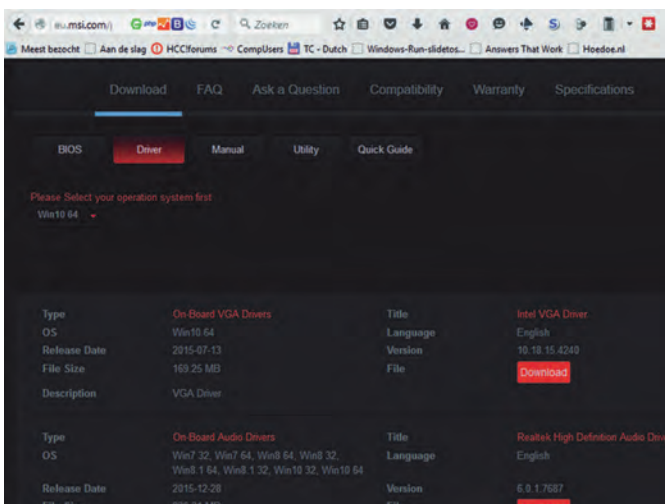 eu.msi.com/ Zoeken
Meest bezocht Aan de slag HCC!forums CompUsers TC - Dutch Windows-Run-slidetos... Answers That Work Hoedoe.nl
Download FAQ Ask a Question Compatibility Warranty Specifications
BIOS Driver Manual Utility Quick Guide
Please Select your operation system first
Win10 64
Type On-Board VGA Drivers Title Intel VGA Driver
OS Win10 64 Language English
Release Date 2015-07-13 Version 10.18.15.4240
File Size 169.25 MB File Download
Description VGA Driver
Type On-Board Audio Drivers Title Realtek High Definition Audio
OS Win7 32, Win7 64, Win8 64, Win8 32, Language English
Win8.1 64, Win8.1 32, Win10 32, Win10 64
Release Date 2015-12-28 Version 6.0.1.7687